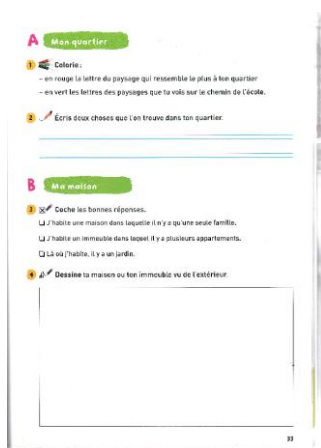 A Mon quartier
1 Colorie :
– en rouge la lettre du paysage qui ressemble le plus à ton quartier
– en vert les lettres des paysages que tu vois sur le chemin de l'école.
2 Écris deux choses que l'on trouve dans ton quartier.
B Ma maison
3 Coche les bonnes réponses.
J'habite une maison dans laquelle il n'y a qu'une seule famille.
J'habite un immeuble dans lequel il y a plusieurs appartements.
Là où j'habite, il y a un jardin.
4 Dessine ta maison ou ton immeuble vu de l'extérieur.
33